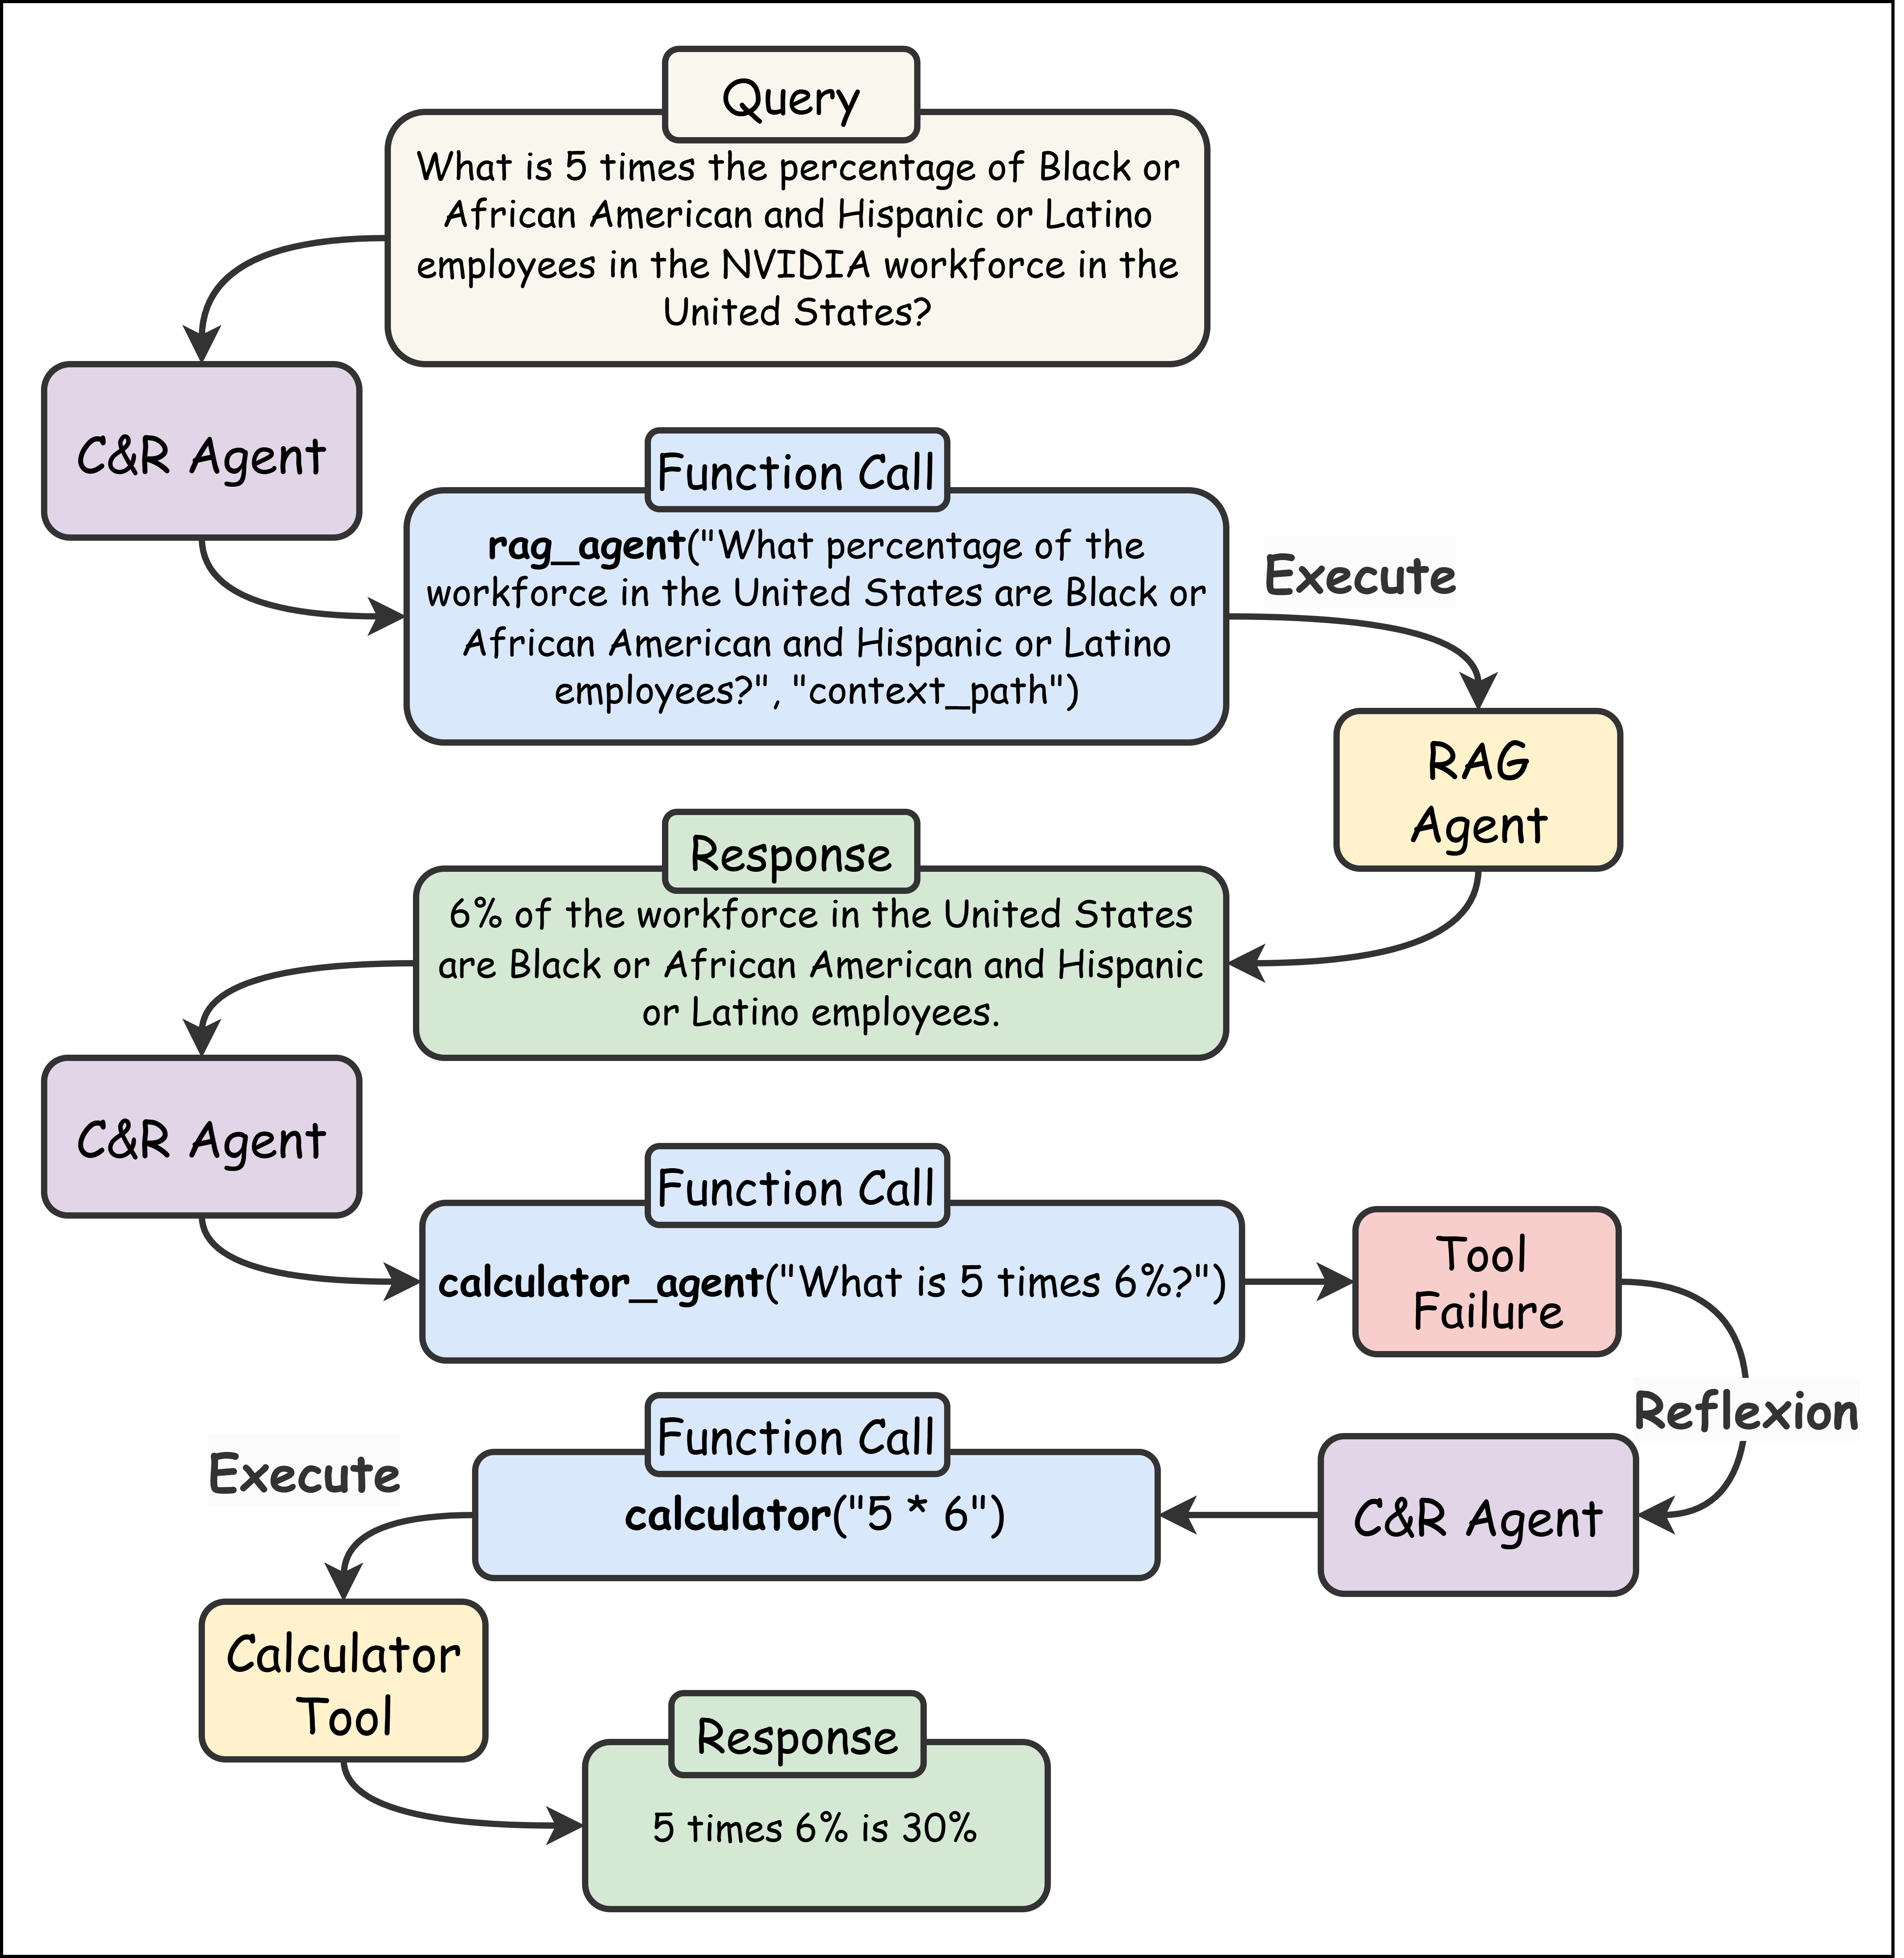 Query
What is 5 times the percentage of Black or
African American and Hispanic or Latino
employees in the NVIDIA workforce in the
United States?
C&R Agent
Function Call
rag_agent("What percentage of the
workforce in the United States are Black or
African American and Hispanic or Latino
employees?", "context_path")
Execute
RAG
Agent
Response
6% of the workforce in the United States
are Black or African American and Hispanic
or Latino employees.
C&R Agent
Function Call
calculator_agent("What is 5 times 6%?")
Tool
Failure
Reflexion
C&R Agent
Function Call
calculator("5 * 6")
Execute
Calculator
Tool
Response
5 times 6% is 30%